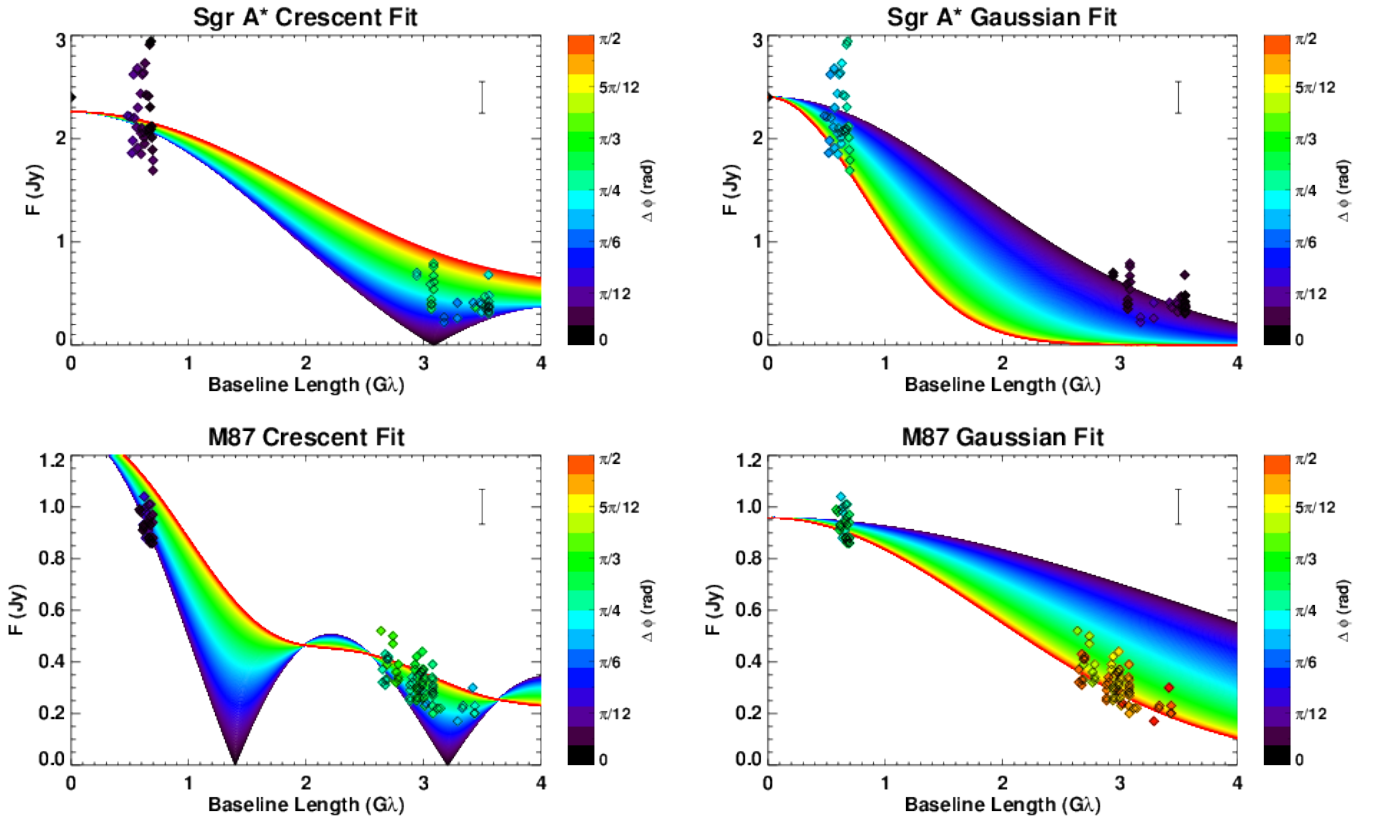 Sgr A* Crescent Fit
3
2
1
0
F (Jy)
0 1 2 3 4
Baseline Length (Gλ)
π/2
5π/12
π/3
π/4
π/6
π/12
0
Δ ϕ (rad)
Sgr A* Gaussian Fit
3
2
1
0
F (Jy)
0 1 2 3 4
Baseline Length (Gλ)
π/2
5π/12
π/3
π/4
π/6
π/12
0
Δ ϕ (rad)
M87 Crescent Fit
1.2
1.0
0.8
0.6
0.4
0.2
0.0
F (Jy)
0 1 2 3 4
Baseline Length (Gλ)
π/2
5π/12
π/3
π/4
π/6
π/12
0
Δ ϕ (rad)
M87 Gaussian Fit
1.2
1.0
0.8
0.6
0.4
0.2
0.0
F (Jy)
0 1 2 3 4
Baseline Length (Gλ)
π/2
5π/12
π/3
π/4
π/6
π/12
0
Δ ϕ (rad)